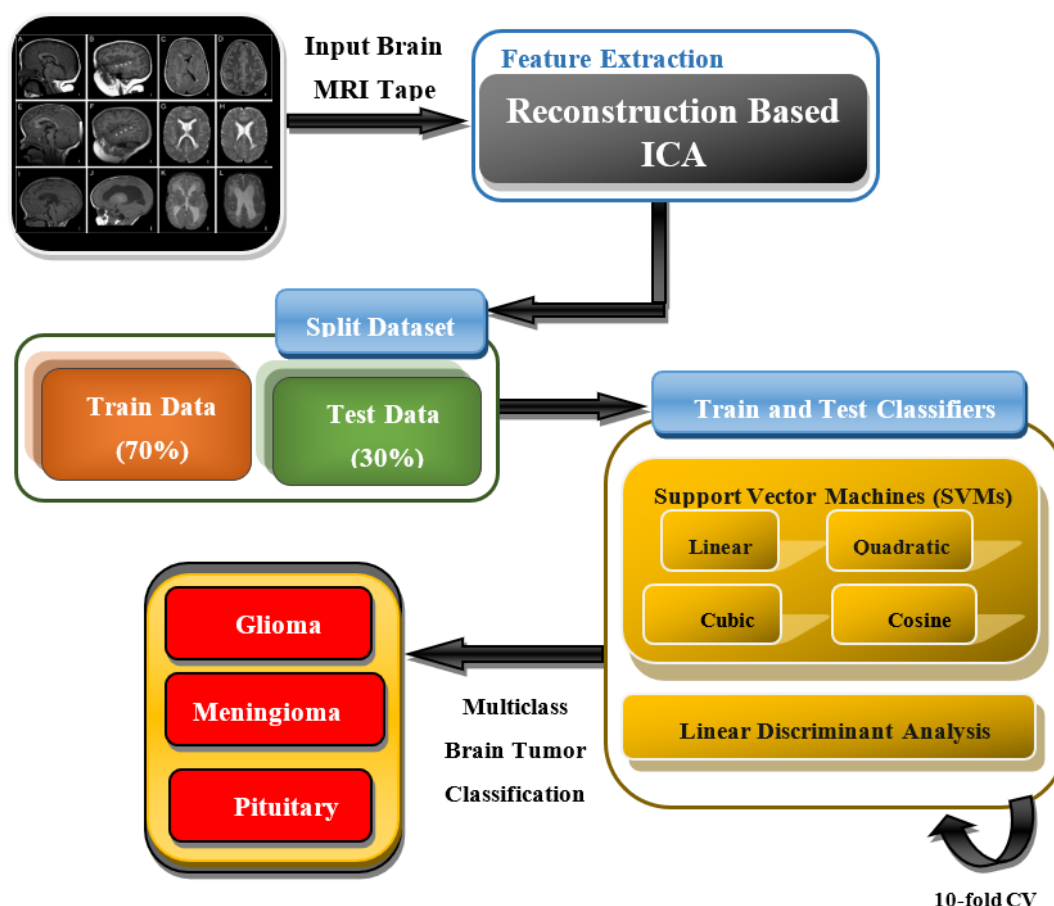 A B C D
E F G H
I J K L
Input Brain
MRI Tape
Feature Extraction
Reconstruction Based
ICA
Split Dataset
Train Data
(70%)
Test Data
(30%)
Train and Test Classifiers
Support Vector Machines (SVMs)
Linear
Quadratic
Cubic
Cosine
Linear Discriminant Analysis
10-fold CV
Multiclass
Brain Tumor
Classification
Glioma
Meningioma
Pituitary